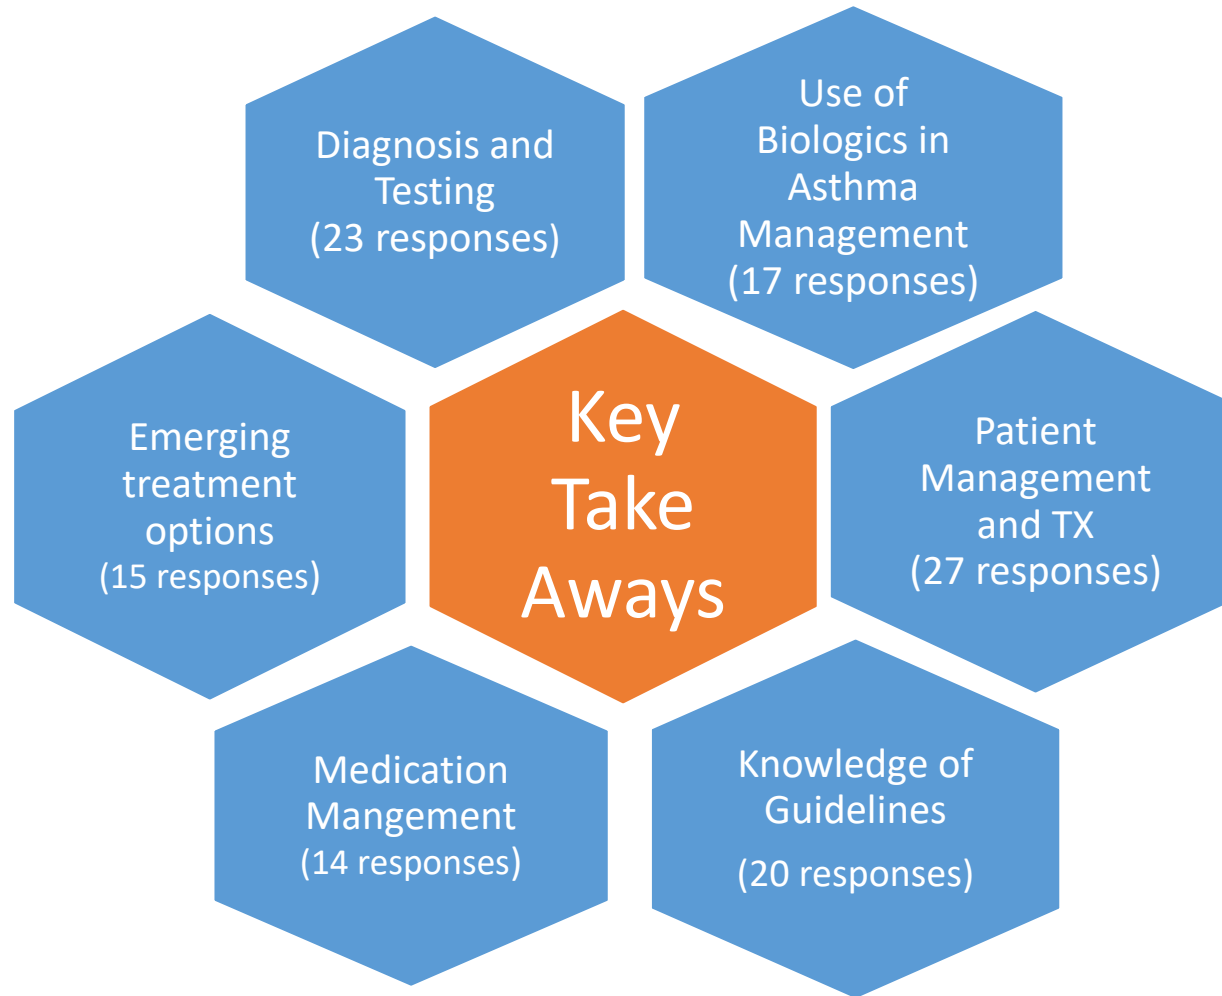 Diagnosis and
Testing
(23 responses)
Use of
Biologics in
Asthma
Management
(17 responses)
Emerging
treatment
options
(15 responses)
Key
Take
Aways
Patient
Management
and TX
(27 responses)
Medication
Mangement
(14 responses)
Knowledge of
Guidelines
(20 responses)